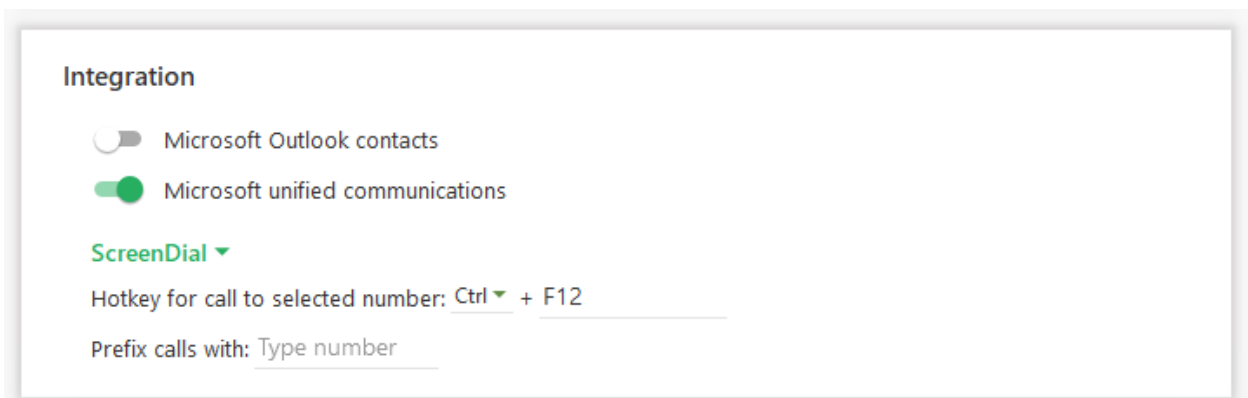 Integration
Microsoft Outlook contacts
Microsoft unified communications
ScreenDial
Hotkey for call to selected number: Ctrl + F12
Prefix calls with: Type number